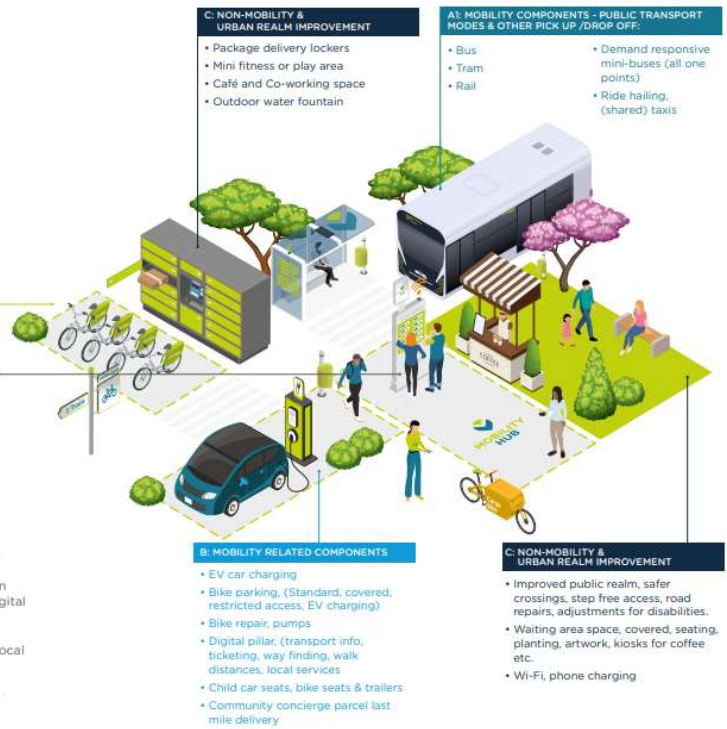 C: NON-MOBILITY &
URBAN REALM IMPROVEMENT
• Package delivery lockers
• Mini fitness or play area
• Café and Co-working space
• Outdoor water fountain
A1: MOBILITY COMPONENTS - PUBLIC TRANSPORT
MODES & OTHER PICK UP /DROP OFF:
• Bus
• Tram
• Rail
• Demand responsive
mini-buses (all one
points)
• Ride hailing,
(shared) taxis
COFFEE
Tram
MOBILITY
HUB
B: MOBILITY RELATED COMPONENTS
• EV car charging
• Bike parking, (Standard, covered,
restricted access, EV charging)
• Bike repair, pumps
• Digital pillar, (transport info,
ticketing, way finding, walk
distances, local services
• Child car seats, bike seats & trailers
• Community concierge parcel last
mile delivery
C: NON-MOBILITY &
URBAN REALM IMPROVEMENT
• Improved public realm, safer
crossings, step free access, road
repairs, adjustments for disabilities.
• Waiting area space, covered, seating,
planting, artwork, kiosks for coffee
etc.
• Wi-Fi, phone charging